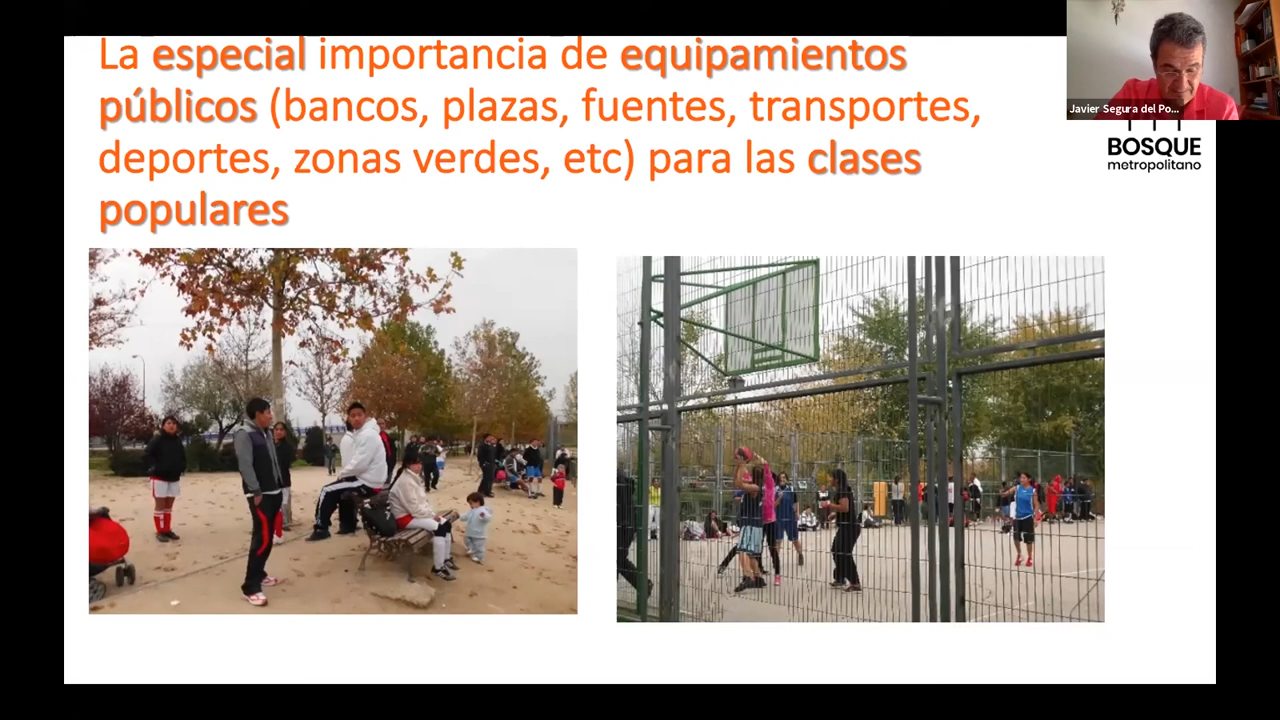 La especial importancia de equipamientos
públicos (bancos, plazas, fuentes, transportes,
deportes, zonas verdes, etc) para las clases
populares
Javier Segura del Po...
BOSQUE
metropolitano